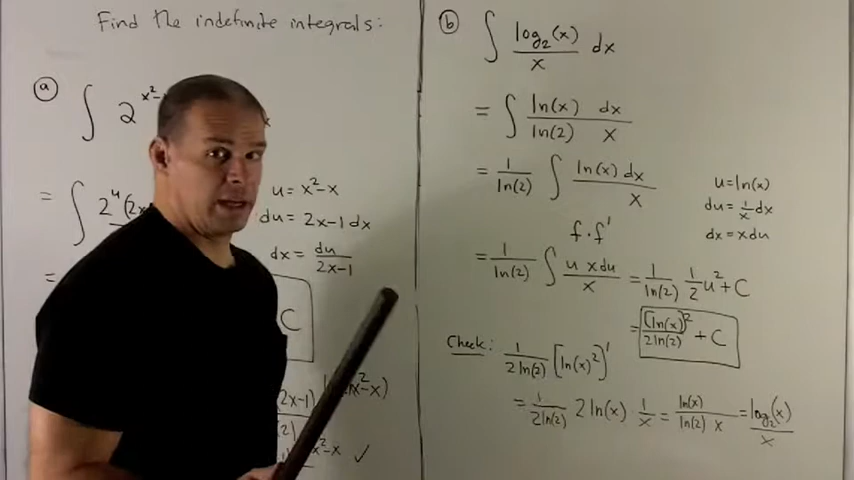 Find the indefinite integrals:
ⓐ ∫ 2^(x²-
= ∫ 2^u (2x
u = x²-x
du = 2x-1 dx
dx = du/(2x-1)
=
C
2x-1) x²-x)
x²-x ✓
ⓑ ∫ log₂(x)/x dx
= ∫ ln(x)/ln(2) dx/x
= 1/ln(2) ∫ ln(x) dx/x
u = ln(x)
du = 1/x dx
dx = x du
f·f'
= 1/ln(2) ∫ u x du/x = 1/ln(2) 1/2 u² + C
= [ln(x)]²/2ln(2) + C
Check: 1/2ln(2) [ln(x)²]'
= 1/2ln(2) 2ln(x) 1/x = ln(x)/ln(2) x = log₂(x)/x